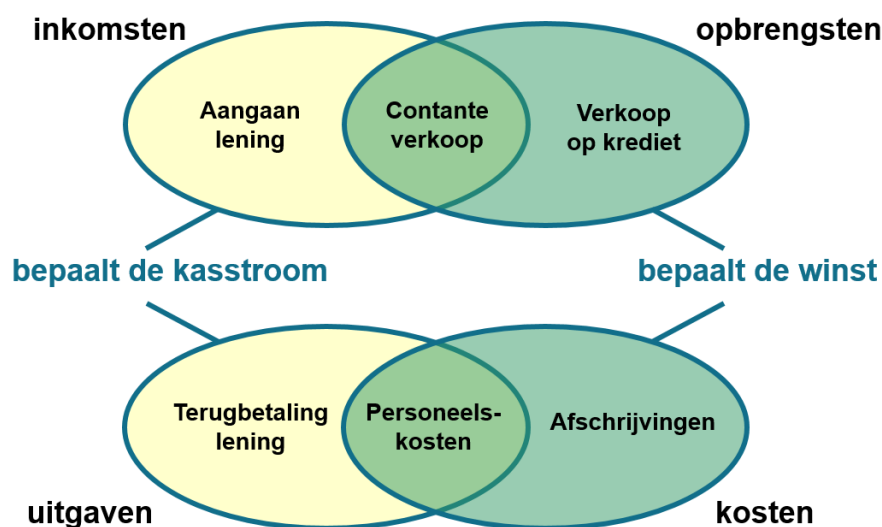 inkomsten
opbrengsten
Aangaan
lening
Contante
verkoop
Verkoop
op krediet
bepaalt de kasstroom
bepaalt de winst
Terugbetaling
lening
Personeels-
kosten
Afschrijvingen
uitgaven
kosten